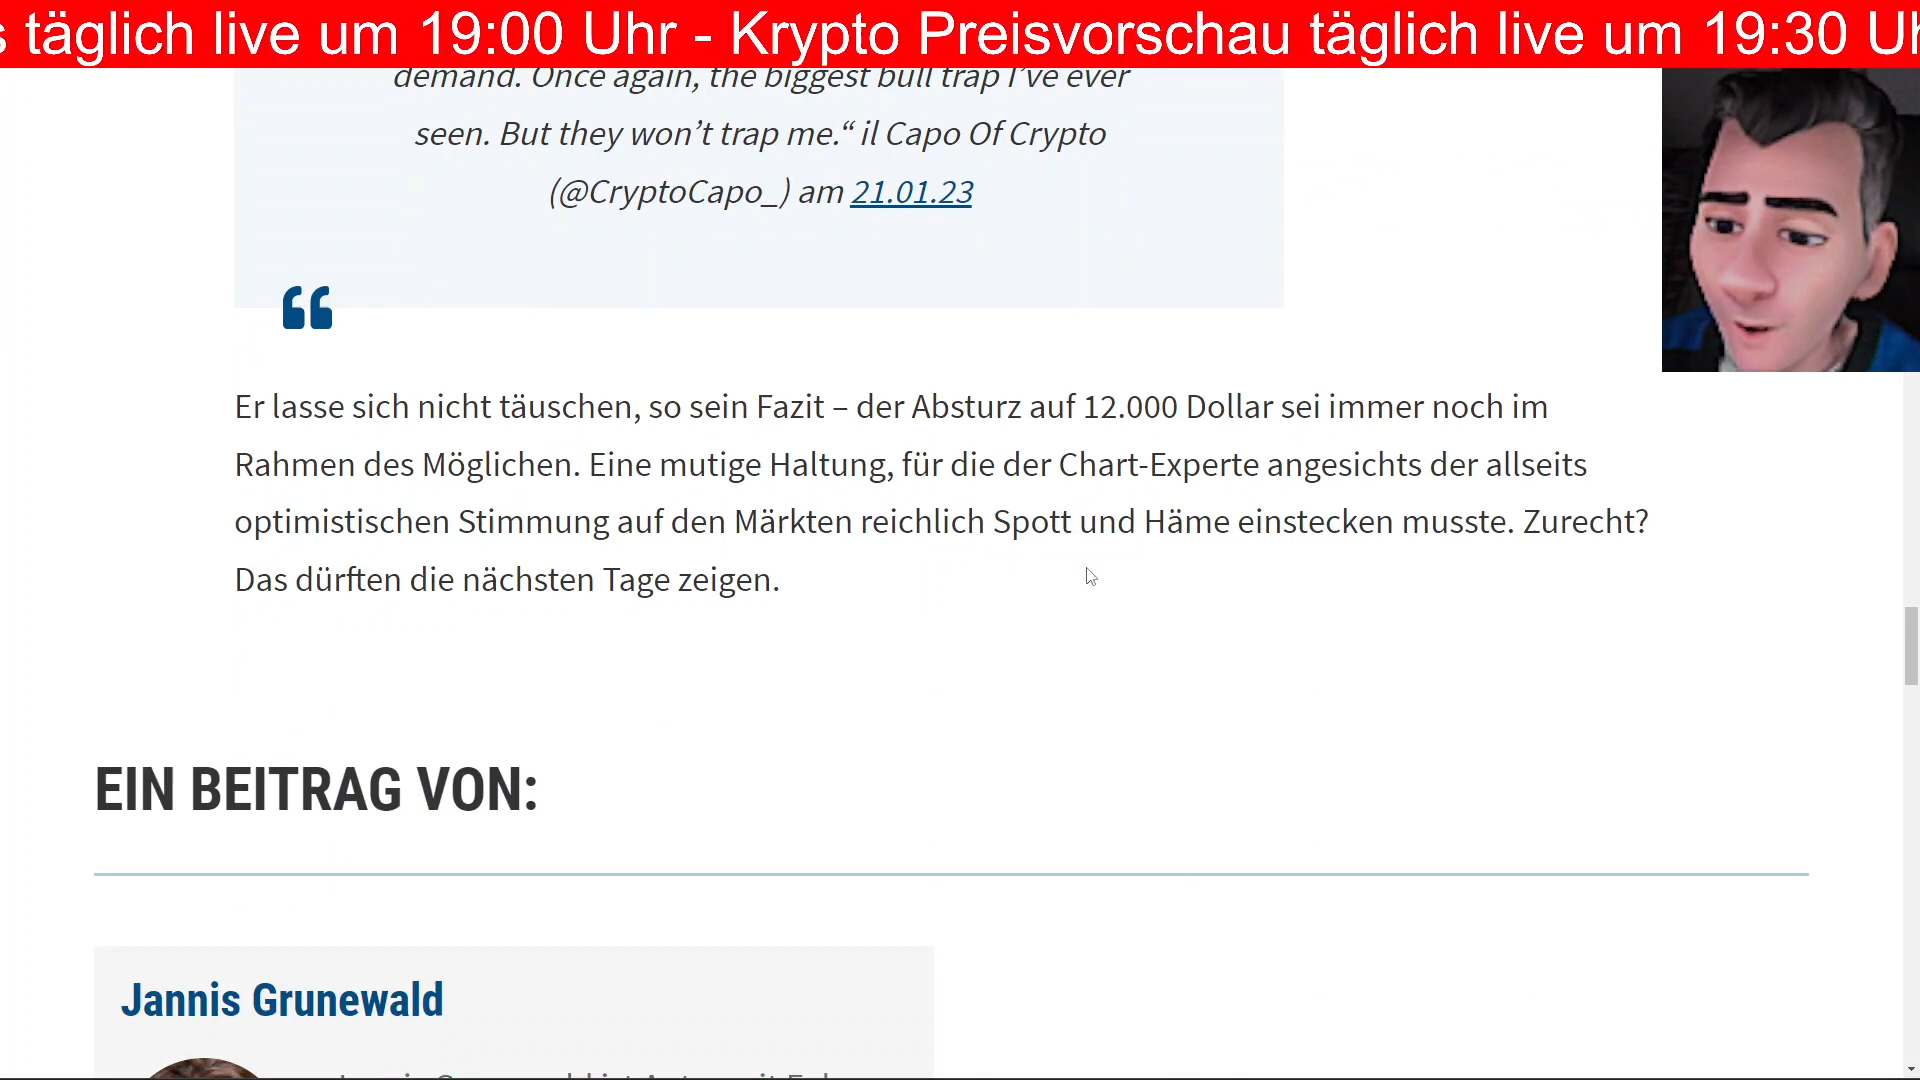 täglich live um 19:00 Uhr - Krypto Preisvorschau täglich live um 19:30
demand. Once again, the biggest bull trap I’ve ever
seen. But they won’t trap me.“ il Capo Of Crypto
(@CryptoCapo_) am 21.01.23
Er lasse sich nicht täuschen, so sein Fazit – der Absturz auf 12.000 Dollar sei immer noch im
Rahmen des Möglichen. Eine mutige Haltung, für die der Chart-Experte angesichts der allseits
optimistischen Stimmung auf den Märkten reichlich Spott und Häme einstecken musste. Zurecht?
Das dürften die nächsten Tage zeigen.
EIN BEITRAG VON:
Jannis Grunewald